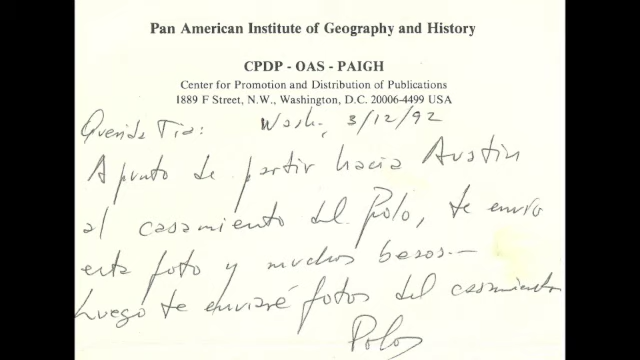 Pan American Institute of Geography and History
CPDP - OAS - PAIGH
Center for Promotion and Distribution of Publications
1889 F Street, N.W., Washington, D.C. 20006-4499 USA
Querida Tia: Wash, 3/12/92
A punto de partir hacia Austin
al casamiento del Polo, te envío
esta foto y muchos besos.—
Luego te enviaré fotos del casamiento
Polos